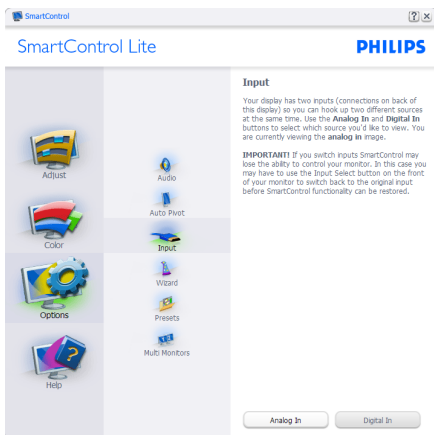 SmartControl
SmartControl Lite
PHILIPS
Adjust
Color
Options
Help
Audio
Auto Pivot
Input
Wizard
Presets
Multi Monitors
Input
Your display has two inputs (connections on back of
this display) so you can hook up two different sources
at the same time. Use the Analog In and Digital In
buttons to select which source you'd like to view. You
are currently viewing the analog in image.
IMPORTANT! If you switch inputs SmartControl may
lose the ability to control your monitor. In this case you
may have to use the Input Select button on the front
of your monitor to switch back to the original input
before SmartControl functionality can be restored.
Analog In
Digital In